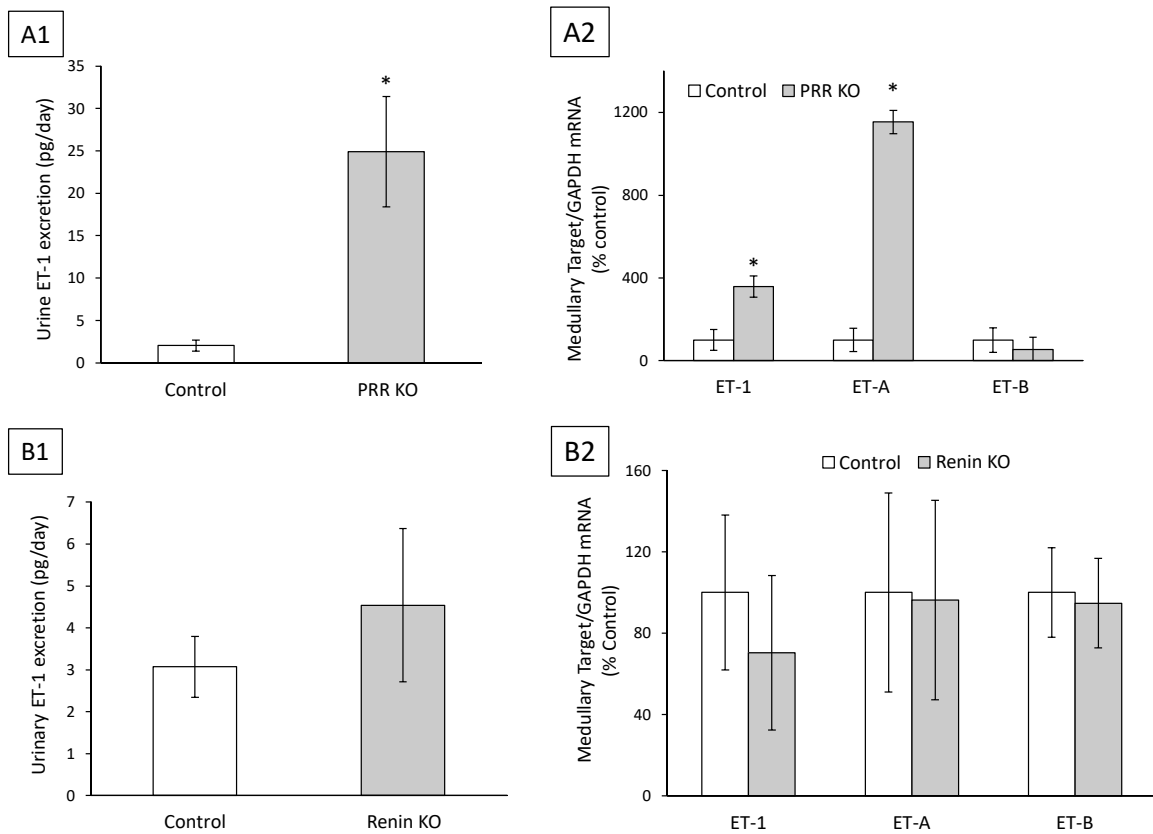 A1
35
30
25
20
15
10
5
0
Urine ET-1 excretion (pg/day)
*
Control
PRR KO
A2
1200
800
400
0
Medullary Target/GAPDH mRNA
(% control)
Control
PRR KO
*
*
ET-1
ET-A
ET-B
B1
7
6
5
4
3
2
1
0
Urinary ET-1 excretion (pg/day)
Control
Renin KO
B2
160
120
80
40
0
Medullary Target/GAPDH mRNA
(% Control)
Control
Renin KO
ET-1
ET-A
ET-B